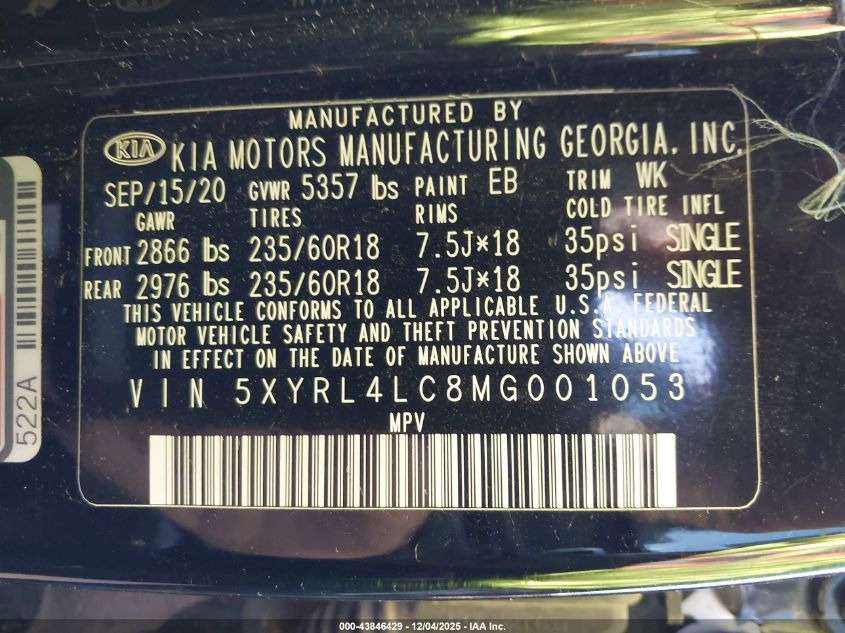 MANUFACTURED BY
KIA KIA MOTORS MANUFACTURING GEORGIA, INC.
SEP/15/20 GVWR 5357 lbs PAINT EB TRIM WK
GAWR TIRES RIMS COLD TIRE INFL
FRONT 2866 lbs 235/60R18 7.5J*18 35psi SINGLE
REAR 2976 lbs 235/60R18 7.5J*18 35psi SINGLE
THIS VEHICLE CONFORMS TO ALL APPLICABLE U.S.A. FEDERAL
MOTOR VEHICLE SAFETY AND THEFT PREVENTION STANDARDS
IN EFFECT ON THE DATE OF MANUFACTURE SHOWN ABOVE
VIN 5XYRL4LC8MG001053
MPV
522A
000-43846429 - 12/04/2025 - IAA Inc.